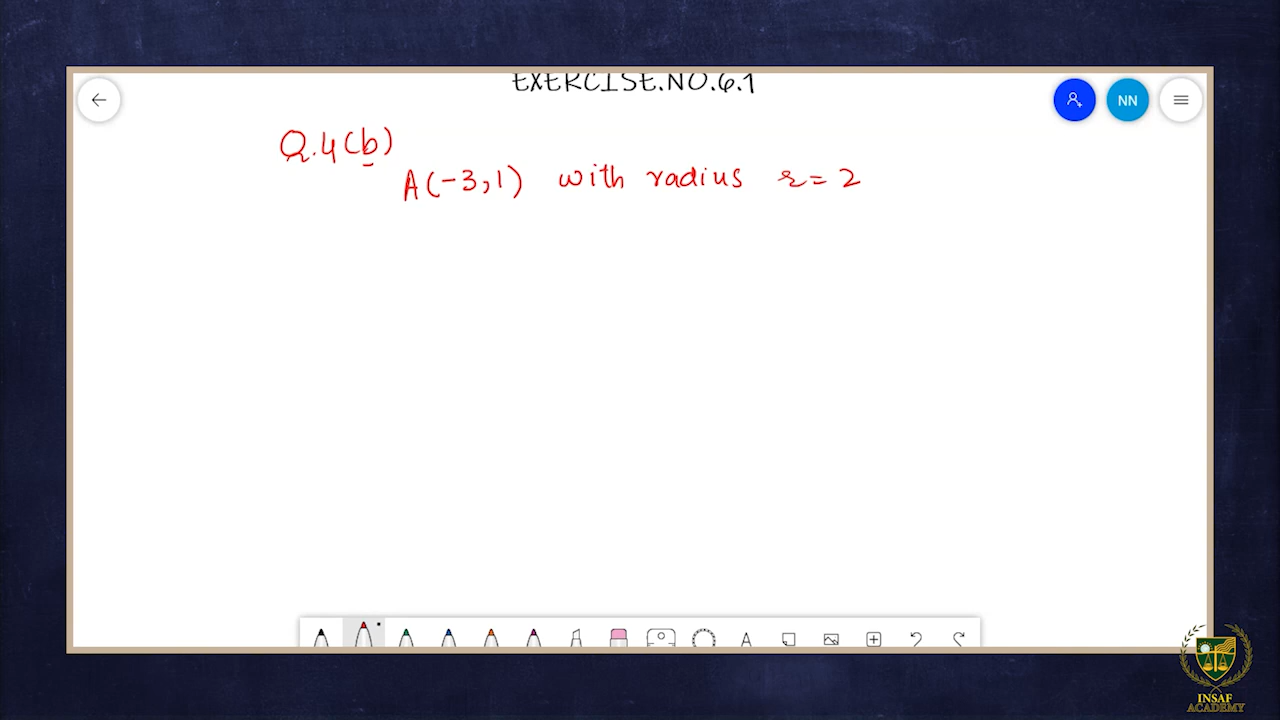 EXERCISE.NO.6.1
NN
Q.4(b)
A(-3,1) with radius r = 2
A
INSAF
ACADEMY